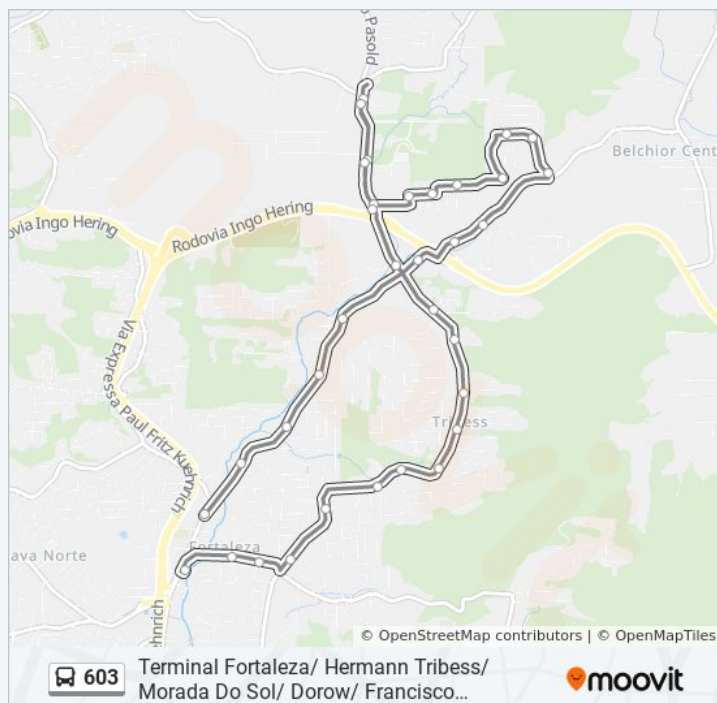 o Pasold
Belchior Cent
Rodovia Ingo Hering
ovia Ingo Hering
Via Expressa Paul Fritz Kuehnrich
Tribess
Fortaleza
ava Norte
ehnrich
© OpenStreetMap contributors | © OpenMapTiles
603
Terminal Fortaleza/ Hermann Tribess/
Morada Do Sol/ Dorow/ Francisco…
moovit